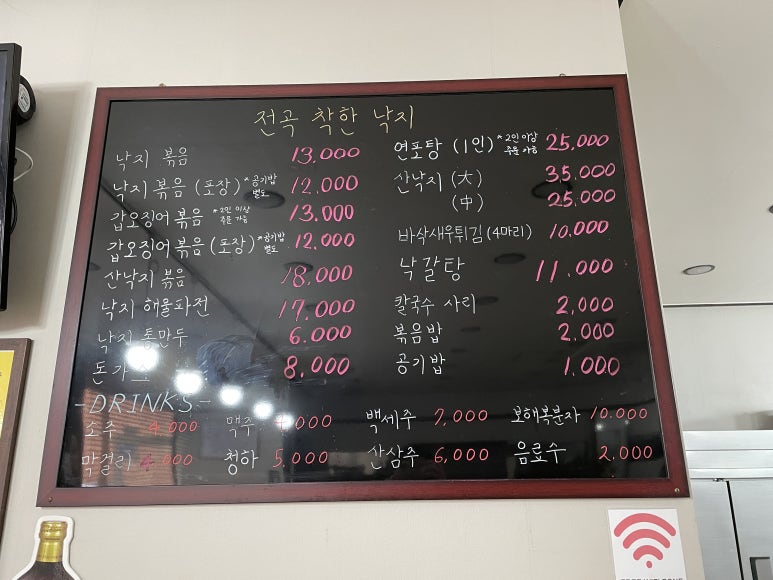 전곡 착한 낙지
낙지 볶음 13,000
낙지 볶음 (포장) *공기밥 별도 12,000
갑오징어 볶음 *2인 이상 주문 가능 13,000
갑오징어 볶음 (포장) *공기밥 별도 12,000
산낙지 볶음 18,000
낙지 해물파전 17,000
낙지 통만두 6,000
돈가스 8,000
연포탕 (1인) *2인 이상 주문 가능 25,000
산낙지 (大) 35,000
(中) 25,000
바삭새우튀김 (4마리) 10,000
낙갈탕 11,000
칼국수 사리 2,000
볶음밥 2,000
공기밥 1,000
-DRINKS-
소주 4,000 맥주 4,000 백세주 7,000 보해복분자 10,000
막걸리 4,000 청하 5,000 산삼주 6,000 음료수 2,000